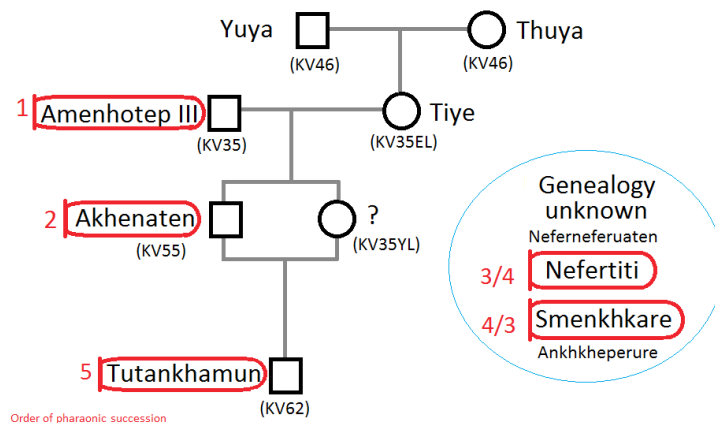 Yuya
Thuya
(KV46)
(KV46)
1
Amenhotep III
Tiye
(KV35)
(KV35EL)
2
Akhenaten
?
(KV55)
(KV35YL)
Genealogy
unknown
Neferneferuaten
3/4
Nefertiti
4/3
Smenkhkare
Ankhkheperure
5
Tutankhamun
(KV62)
Order of pharaonic succession